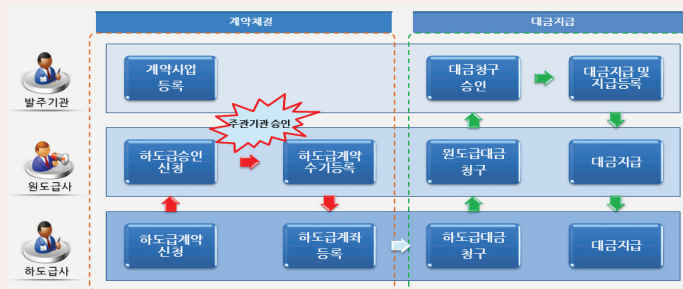 계약체결
대금지급
발주기관
계약사업
등록
대금청구
승인
대금지급 및
지급등록
주관기관 승인
원도급사
하도급승인
신청
하도급계약
수기등록
원도급대금
청구
대금지급
하도급사
하도급계약
신청
하도급계좌
등록
하도급대금
청구
대금지급